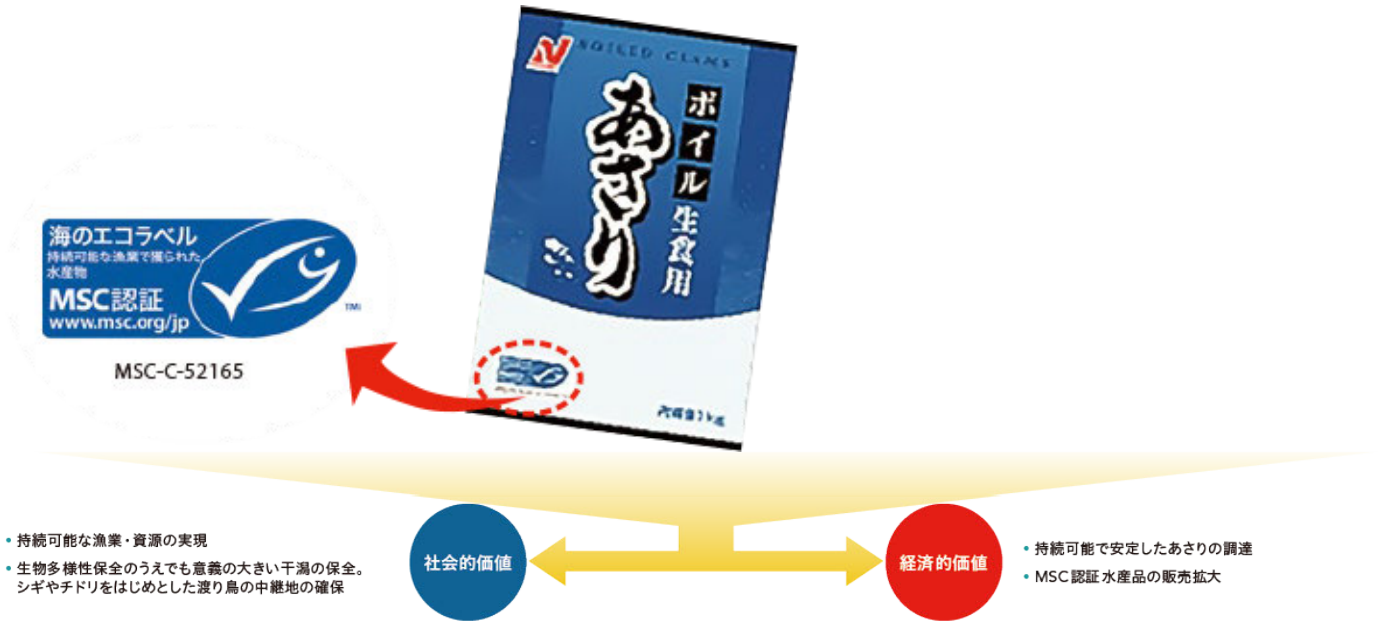 BOILED CLAMS
ボイル生食用
あさり
海のエコラベル
持続可能な漁業で獲られた
水産物
MSC認証
www.msc.org/jp
TM
MSC-C-52165
社会的価値
・持続可能な漁業・資源の実現
・生物多様性保全のうえでも意義の大きい干潟の保全。
シギやチドリをはじめとした渡り鳥の中継地の確保
経済的価値
・持続可能で安定したあさりの調達
・MSC認証水産品の販売拡大